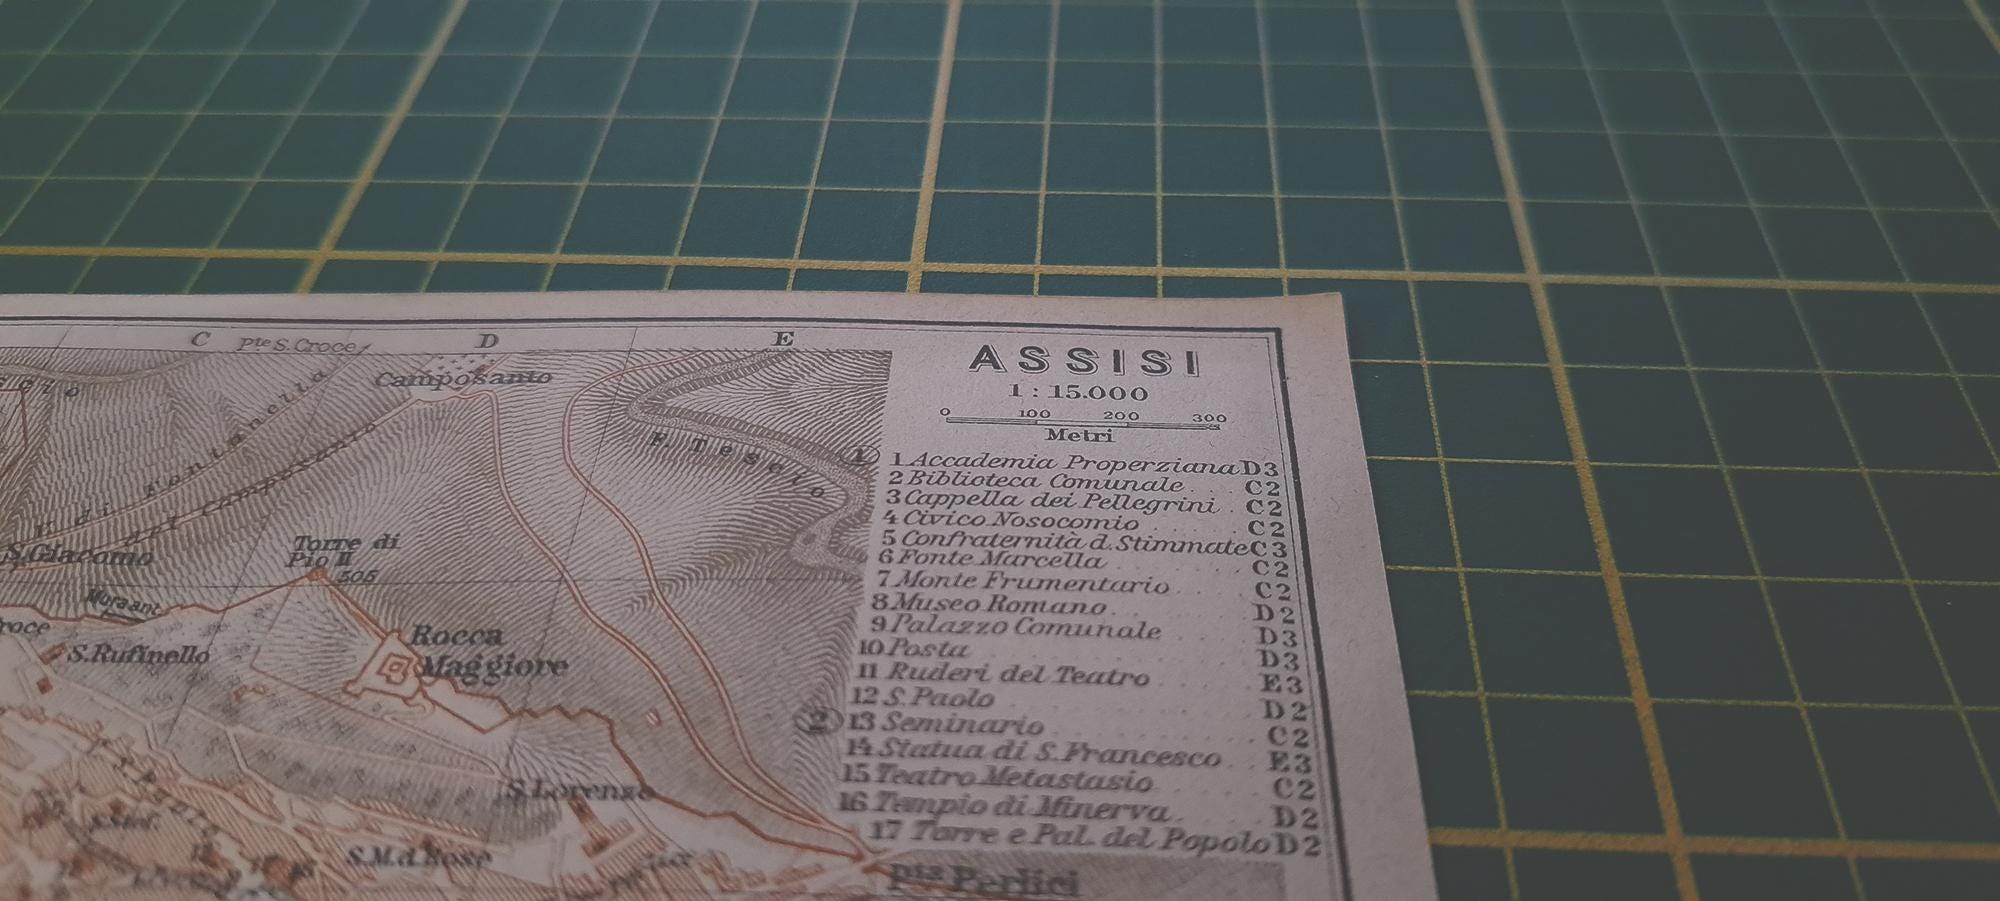 C
Pte S. Croce
D
E
Camposanto
F. Tescio
S. Giacomo
Torre di
Pio II
505
Mura ant.
S. Rufinello
Rocca
Maggiore
S. Lorenzo
S.M.d. Rose
Pta Perlici
ASSISI
1 : 15.000
0 100 200 300
Metri
1
1 Accademia Properziana D3
2 Biblioteca Comunale C2
3 Cappella dei Pellegrini C2
4 Civico Nosocomio C2
5 Confraternità d. Stimmate C3
6 Fonte Marcella C2
7 Monte Frumentario C2
8 Museo Romano D2
9 Palazzo Comunale D3
10 Posta D3
11 Ruderi del Teatro E3
12 S. Paolo D2
2
13 Seminario C2
14 Statua di S. Francesco E3
15 Teatro Metastasio C2
16 Tempio di Minerva D2
17 Torre e Pal. del Popolo D2